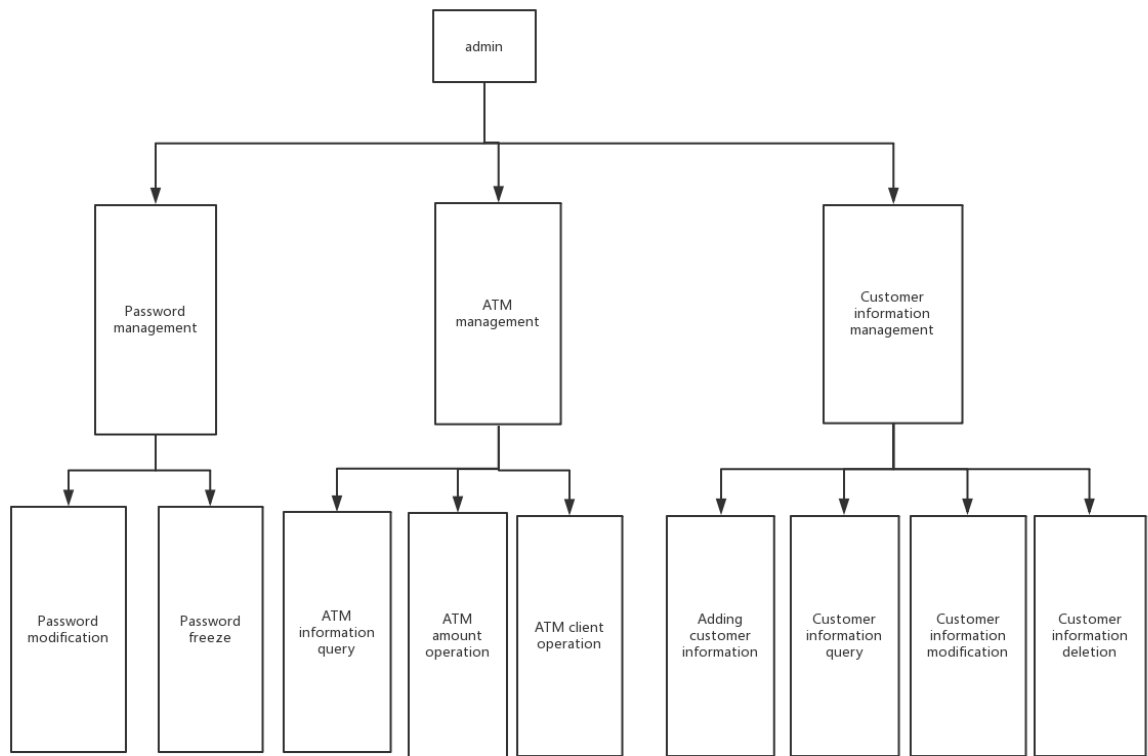 admin
Password
management
ATM
management
Customer
information
management
Password
modification
Password
freeze
ATM
information
query
ATM
amount
operation
ATM client
operation
Adding
customer
information
Customer
information
query
Customer
information
modification
Customer
information
deletion